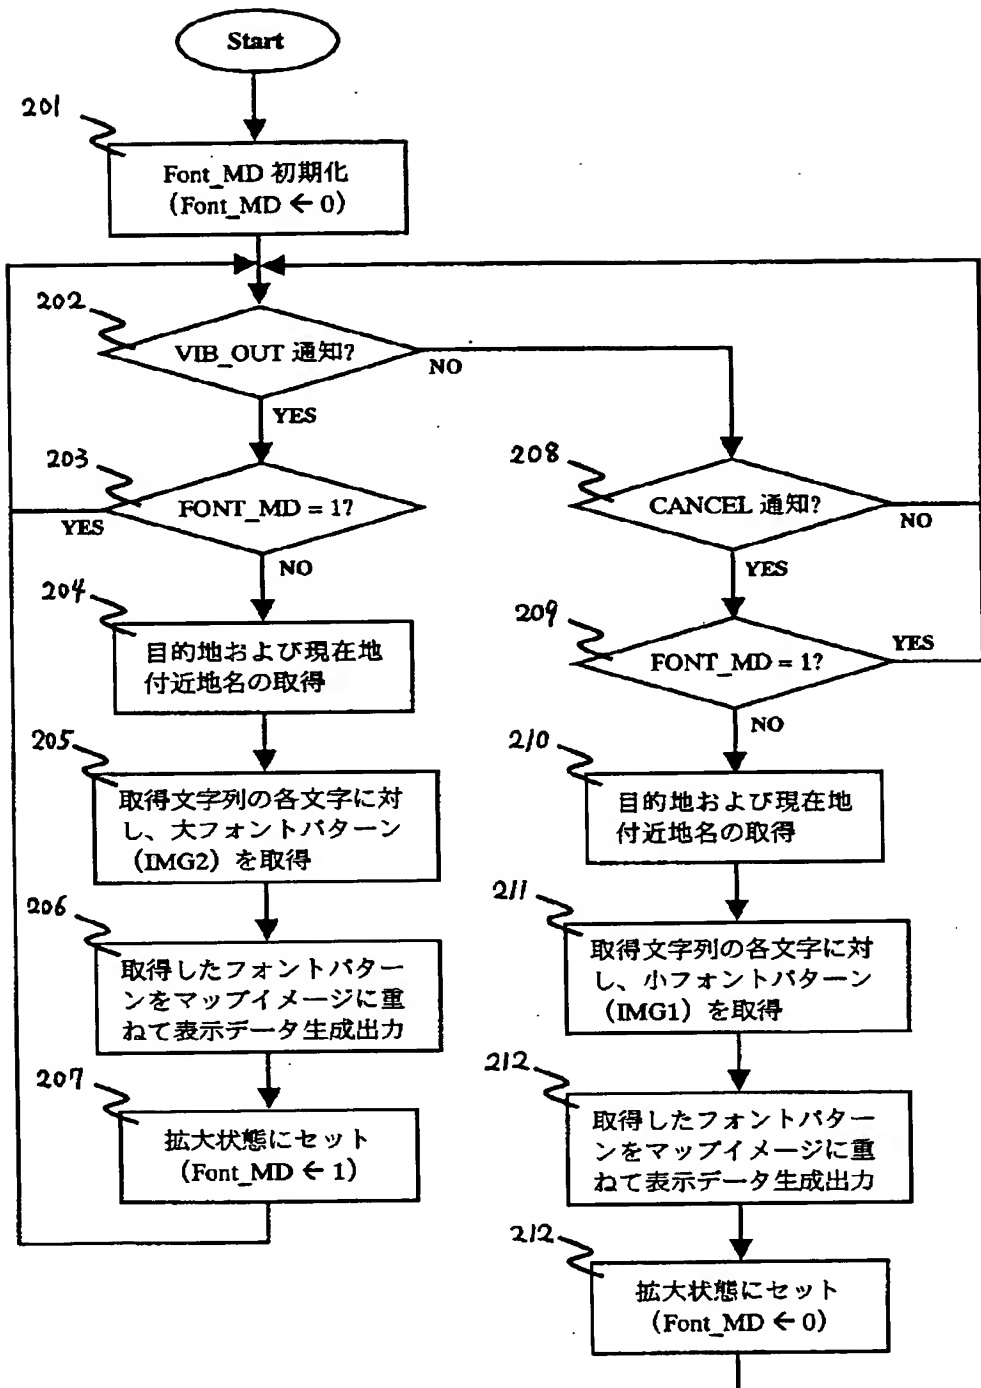 Start
201
Font_MD 初期化
(Font_MD ← 0)
202
VIB_OUT 通知?
NO
YES
203
FONT_MD = 1?
YES
NO
204
目的地および現在地
付近地名の取得
205
取得文字列の各文字に対
し、大フォントパターン
(IMG2)を取得
206
取得したフォントパター
ンをマップイメージに重
ねて表示データ生成出力
207
拡大状態にセット
(Font_MD ← 1)
208
CANCEL 通知?
NO
YES
209
FONT_MD = 1?
YES
NO
210
目的地および現在地
付近地名の取得
211
取得文字列の各文字に対
し、小フォントパターン
(IMG1)を取得
212
取得したフォントパター
ンをマップイメージに重
ねて表示データ生成出力
212
拡大状態にセット
(Font_MD ← 0)